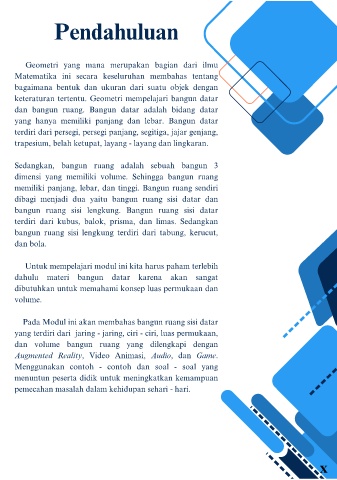 Pendahuluan
Geometri yang mana merupakan bagian dari ilmu
Matematika ini secara keseluruhan membahas tentang
bagaimana bentuk dan ukuran dari suatu objek dengan
keteraturan tertentu. Geometri mempelajari bangun datar
dan bangun ruang. Bangun datar adalah bidang datar
yang hanya memiliki panjang dan lebar. Bangun datar
terdiri dari persegi, persegi panjang, segitiga, jajar genjang,
trapesium, belah ketupat, layang - layang dan lingkaran.
Sedangkan, bangun ruang adalah sebuah bangun 3
dimensi yang memiliki volume. Sehingga bangun ruang
memiliki panjang, lebar, dan tinggi. Bangun ruang sendiri
dibagi menjadi dua yaitu bangun ruang sisi datar dan
bangun ruang sisi lengkung. Bangun ruang sisi datar
terdiri dari kubus, balok, prisma, dan limas. Sedangkan
bangun ruang sisi lengkung terdiri dari tabung, kerucut,
dan bola.
Untuk mempelajari modul ini kita harus paham terlebih
dahulu materi bangun datar karena akan sangat
dibutuhkan untuk memahami konsep luas permukaan dan
volume.
Pada Modul ini akan membahas bangun ruang sisi datar
yang terdiri dari jaring - jaring, ciri - ciri, luas permukaan,
dan volume bangun ruang yang dilengkapi dengan
Augmented Reality, Video Animasi, Audio, dan Game.
Menggunakan contoh - contoh dan soal - soal yang
menuntun peserta didik untuk meningkatkan kemampuan
pemecahan masalah dalam kehidupan sehari - hari.
x